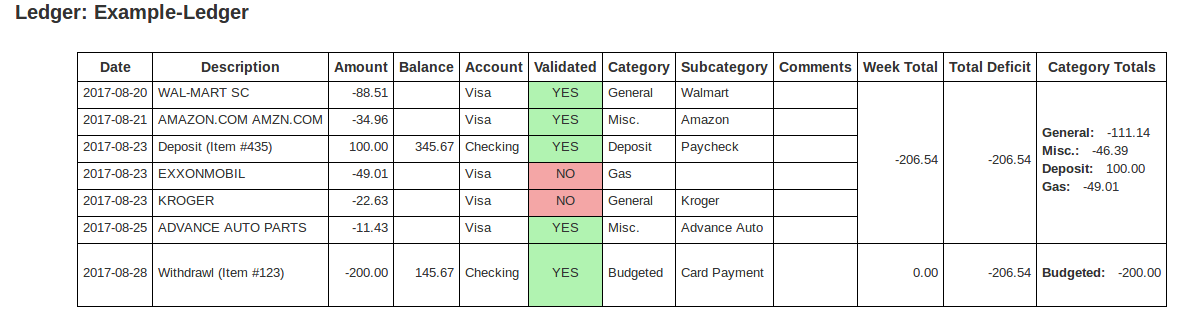 Ledger: Example-Ledger
Date Description Amount Balance Account Validated Category Subcategory Comments Week Total Total Deficit Category Totals
2017-08-20 WAL-MART SC -88.51 Visa YES General Walmart
2017-08-21 AMAZON.COM AMZN.COM -34.96 Visa YES Misc. Amazon
2017-08-23 Deposit (Item #435) 100.00 345.67 Checking YES Deposit Paycheck
2017-08-23 EXXONMOBIL -49.01 Visa NO Gas
2017-08-23 KROGER -22.63 Visa NO General Kroger
2017-08-25 ADVANCE AUTO PARTS -11.43 Visa YES Misc. Advance Auto
-206.54 -206.54
General: -111.14
Misc.: -46.39
Deposit: 100.00
Gas: -49.01
2017-08-28 Withdrawl (Item #123) -200.00 145.67 Checking YES Budgeted Card Payment 0.00 -206.54 Budgeted: -200.00